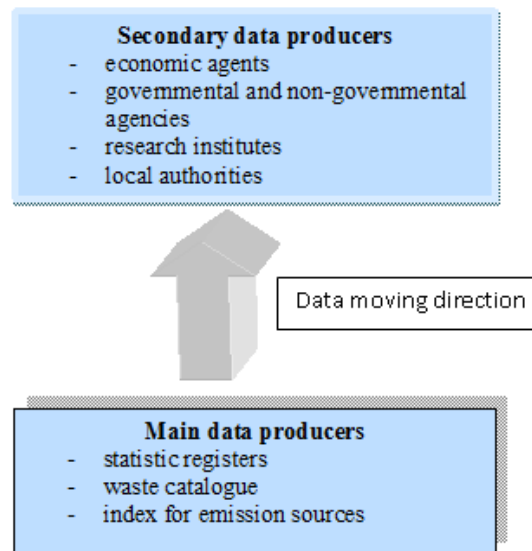 Secondary data producers
- economic agents
- governmental and non-governmental
agencies
- research institutes
- local authorities
Data moving direction
Main data producers
- statistic registers
- waste catalogue
- index for emission sources